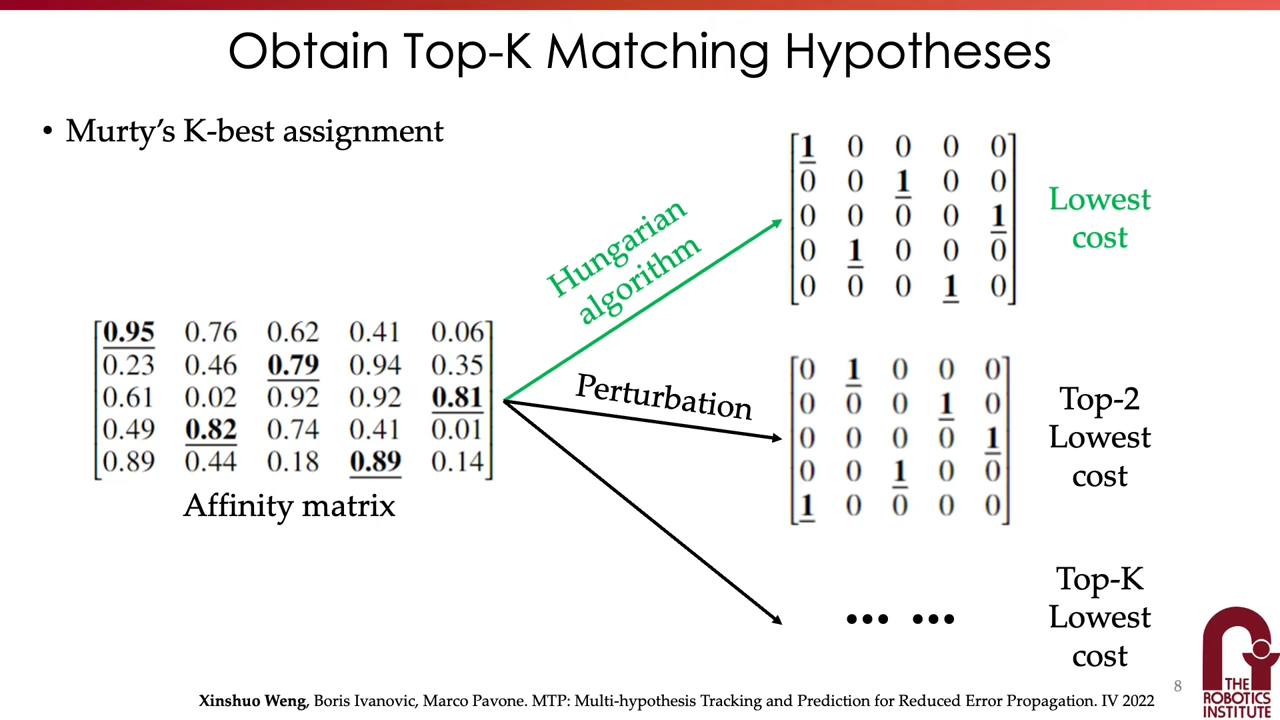 Obtain Top-K Matching Hypotheses
• Murty's K-best assignment
Hungarian
algorithm
1 0 0 0 0
0 0 1 0 0
0 0 0 0 1
0 1 0 0 0
0 0 0 1 0
Lowest
cost
0.95 0.76 0.62 0.41 0.06
0.23 0.46 0.79 0.94 0.35
0.61 0.02 0.92 0.92 0.81
0.49 0.82 0.74 0.41 0.01
0.89 0.44 0.18 0.89 0.14
Affinity matrix
Perturbation
0 1 0 0 0
0 0 0 1 0
0 0 0 0 1
0 0 1 0 0
1 0 0 0 0
Top-2
Lowest
cost
••• •••
Top-K
Lowest
cost
Xinshuo Weng, Boris Ivanovic, Marco Pavone. MTP: Multi-hypothesis Tracking and Prediction for Reduced Error Propagation. IV 2022
8
THE
ROBOTICS
INSTITUTE